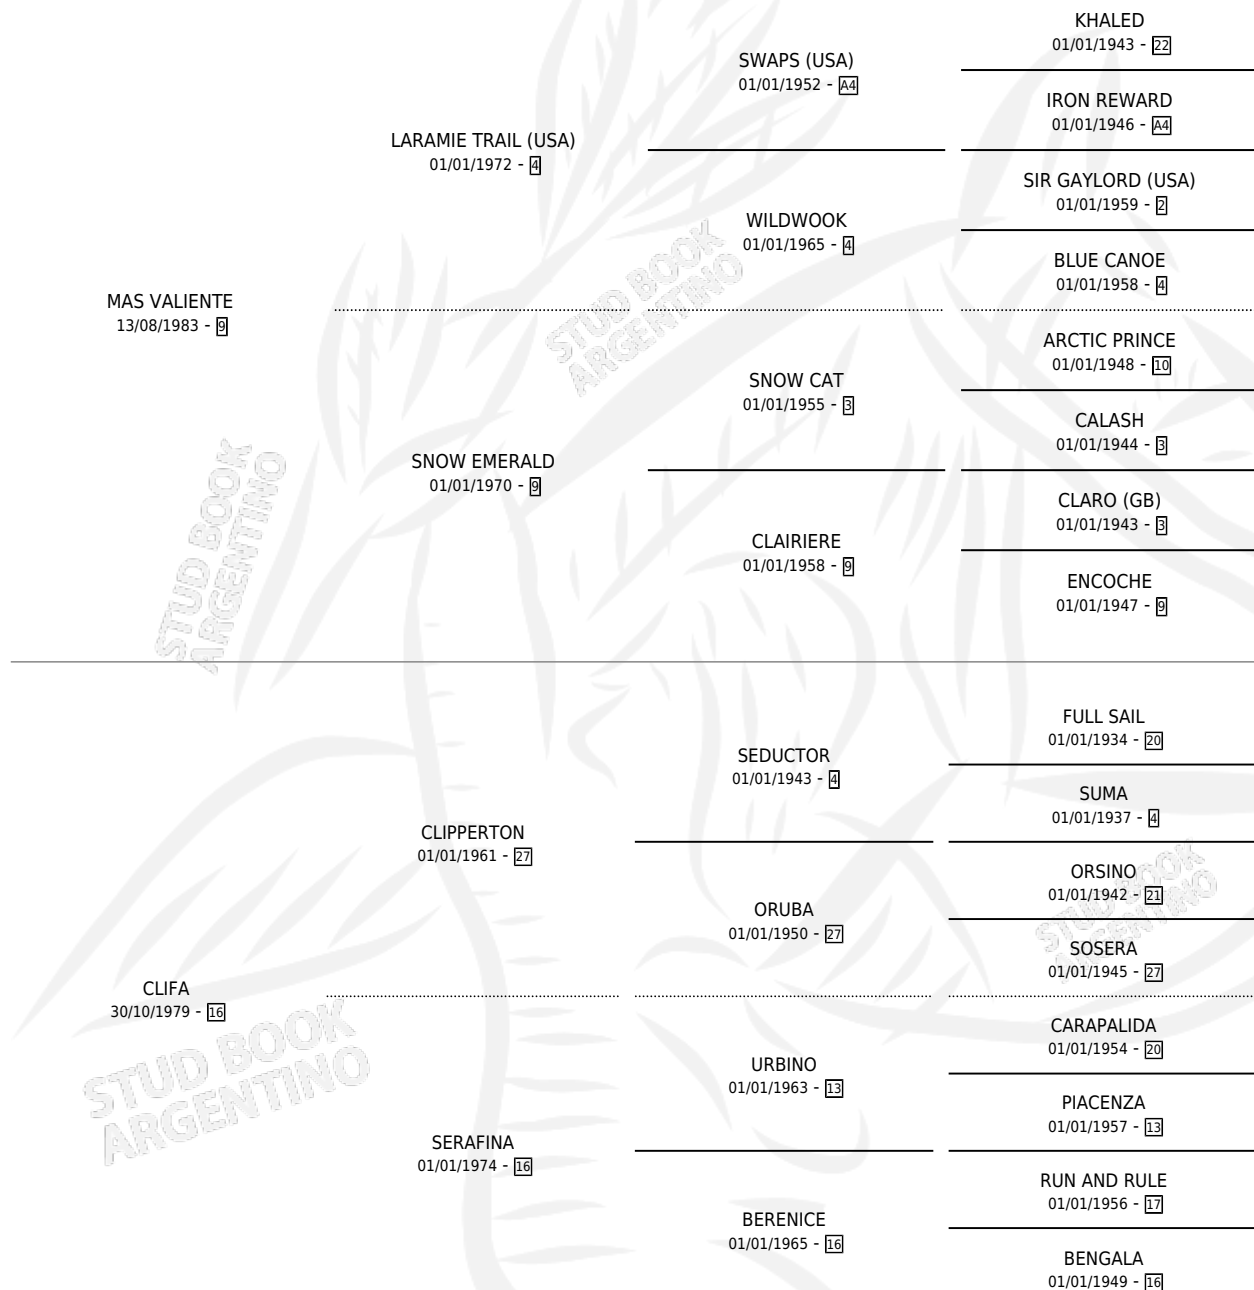 KHALED
01/01/1943 - 22
SWAPS (USA)
01/01/1952 - A4
IRON REWARD
01/01/1946 - A4
LARAMIE TRAIL (USA)
01/01/1972 - 4
SIR GAYLORD (USA)
01/01/1959 - 2
WILDWOOK
01/01/1965 - 4
BLUE CANOE
01/01/1958 - 4
MAS VALIENTE
13/08/1983 - 9
ARCTIC PRINCE
01/01/1948 - 10
SNOW CAT
01/01/1955 - 3
CALASH
01/01/1944 - 3
SNOW EMERALD
01/01/1970 - 9
CLARO (GB)
01/01/1943 - 3
CLAIRIERE
01/01/1958 - 9
ENCOCHE
01/01/1947 - 9
FULL SAIL
01/01/1934 - 20
SEDUCTOR
01/01/1943 - 4
SUMA
01/01/1937 - 4
CLIPPERTON
01/01/1961 - 27
ORSINO
01/01/1942 - 21
ORUBA
01/01/1950 - 27
SOSERA
01/01/1945 - 27
CLIFA
30/10/1979 - 16
CARAPALIDA
01/01/1954 - 20
URBINO
01/01/1963 - 13
PIACENZA
01/01/1957 - 13
SERAFINA
01/01/1974 - 16
RUN AND RULE
01/01/1956 - 17
BERENICE
01/01/1965 - 16
BENGALA
01/01/1949 - 16
STUD BOOK
ARGENTINO
STUD BOOK
ARGENTINO
STUD BOOK
ARGENTINO
STUD BOOK
ARGENTINO